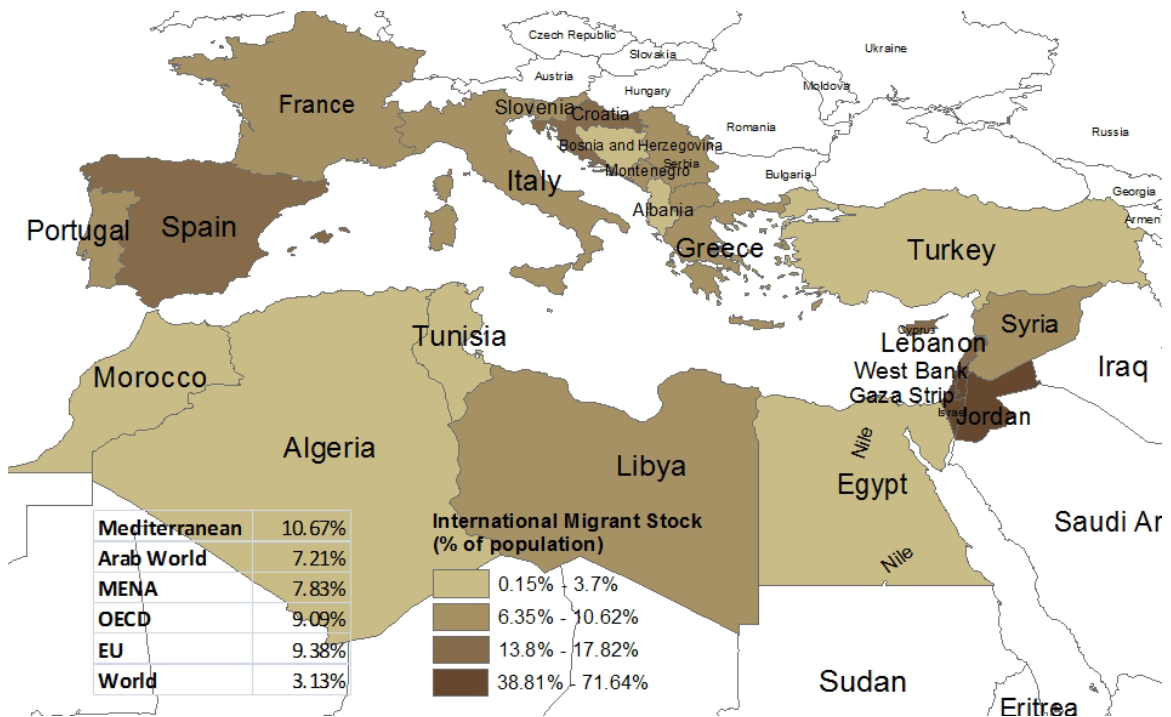 Czech Republic
Ukraine
Slovakia
Austria
Moldova
Hungary
France
Slovenia
Croatia
Romania
Russia
Bosnia and Herzegovina
Serbia
Montenegro
Bulgaria
Georgia
Italy
Albania
Armen
Portugal
Spain
Greece
Turkey
Cyprus
Syria
Tunisia
Lebanon
Iraq
Morocco
West Bank
Gaza Strip
Israel
Jordan
Algeria
Libya
Nile
Egypt
Saudi Ar
Nile
Sudan
Eritrea
Mediterranean 10.67%
Arab World 7.21%
MENA 7.83%
OECD 9.09%
EU 9.38%
World 3.13%
International Migrant Stock
(% of population)
0.15% - 3.7%
6.35% - 10.62%
13.8% - 17.82%
38.81% - 71.64%